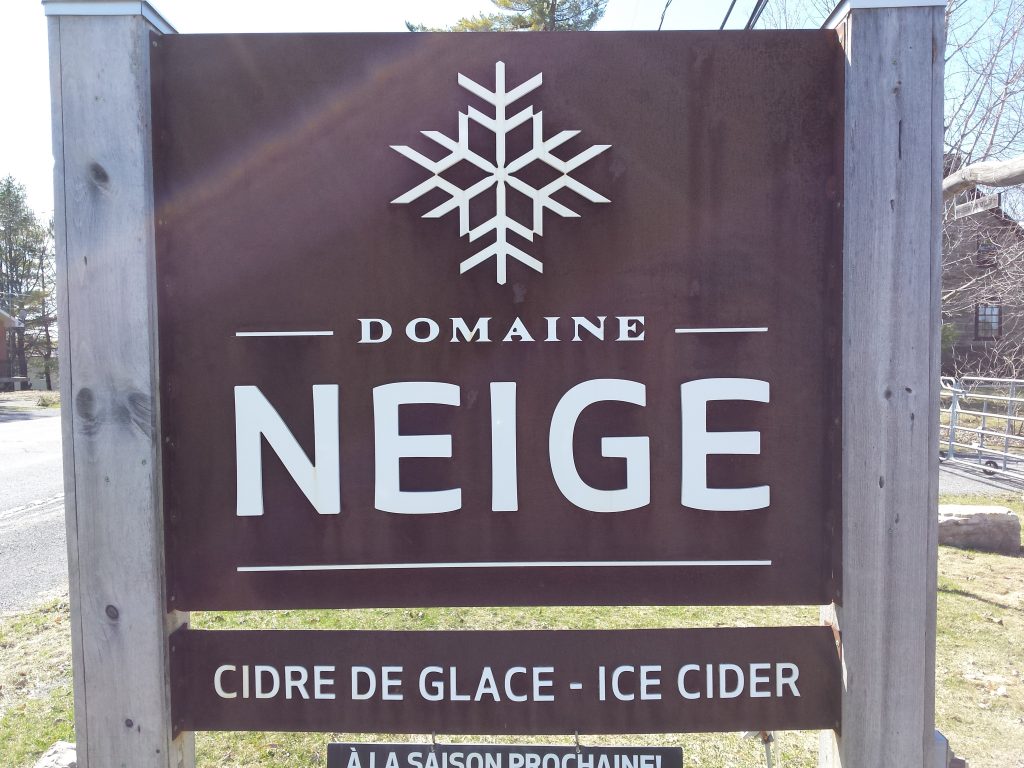 DOMAINE
NEIGE
CIDRE DE GLACE - ICE CIDER
À LA SAISON PROCHAINE!